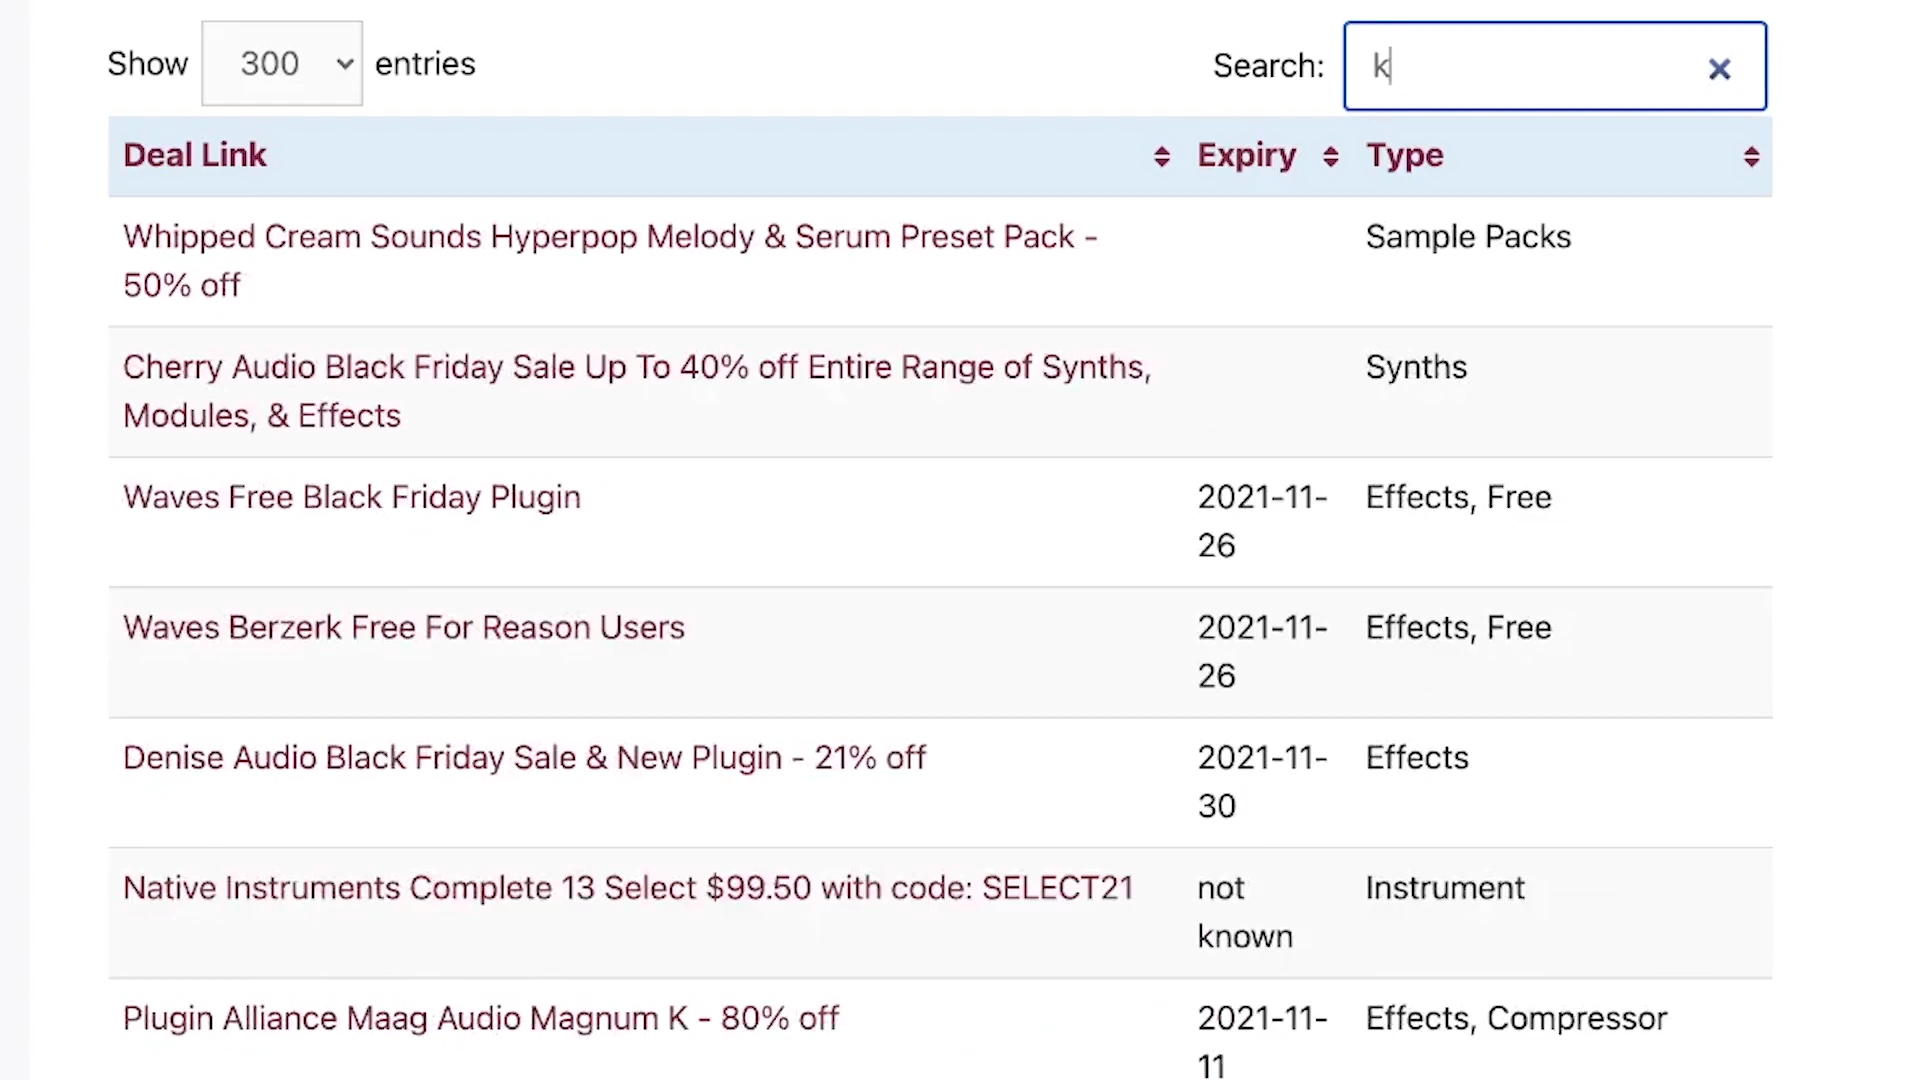 Show 300 entries
Search: k
Deal Link Expiry Type
Whipped Cream Sounds Hyperpop Melody & Serum Preset Pack -
50% off
Sample Packs
Cherry Audio Black Friday Sale Up To 40% off Entire Range of Synths,
Modules, & Effects
Synths
Waves Free Black Friday Plugin
2021-11-
26
Effects, Free
Waves Berzerk Free For Reason Users
2021-11-
26
Effects, Free
Denise Audio Black Friday Sale & New Plugin - 21% off
2021-11-
30
Effects
Native Instruments Complete 13 Select $99.50 with code: SELECT21
not
known
Instrument
Plugin Alliance Maag Audio Magnum K - 80% off
2021-11-
11
Effects, Compressor